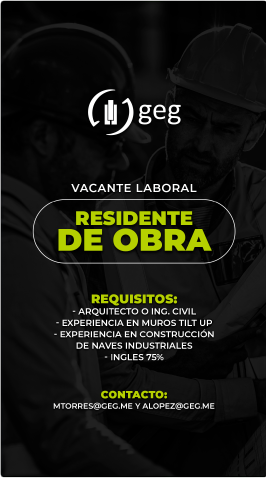 geg
VACANTE LABORAL
RESIDENTE
DE OBRA
REQUISITOS:
- ARQUITECTO O ING. CIVIL
- EXPERIENCIA EN MUROS TILT UP
- EXPERIENCIA EN CONSTRUCCIÓN
DE NAVES INDUSTRIALES
- INGLES 75%
CONTACTO:
MTORRES@GEG.ME Y ALOPEZ@GEG.ME